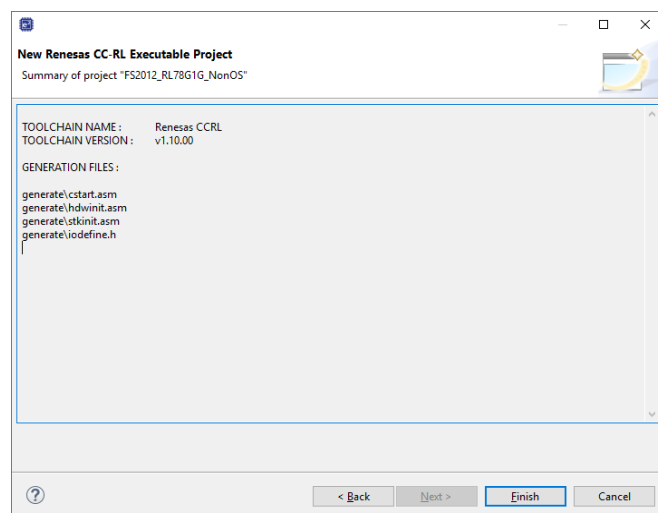 New Renesas CC-RL Executable Project
Summary of project "FS2012_RL78G1G_NonOS"
TOOLCHAIN NAME : Renesas CCRL
TOOLCHAIN VERSION : v1.10.00
GENERATION FILES :
generate\cstart.asm
generate\hdwinit.asm
generate\stkinit.asm
generate\iodefine.h
? < Back Next > Finish Cancel